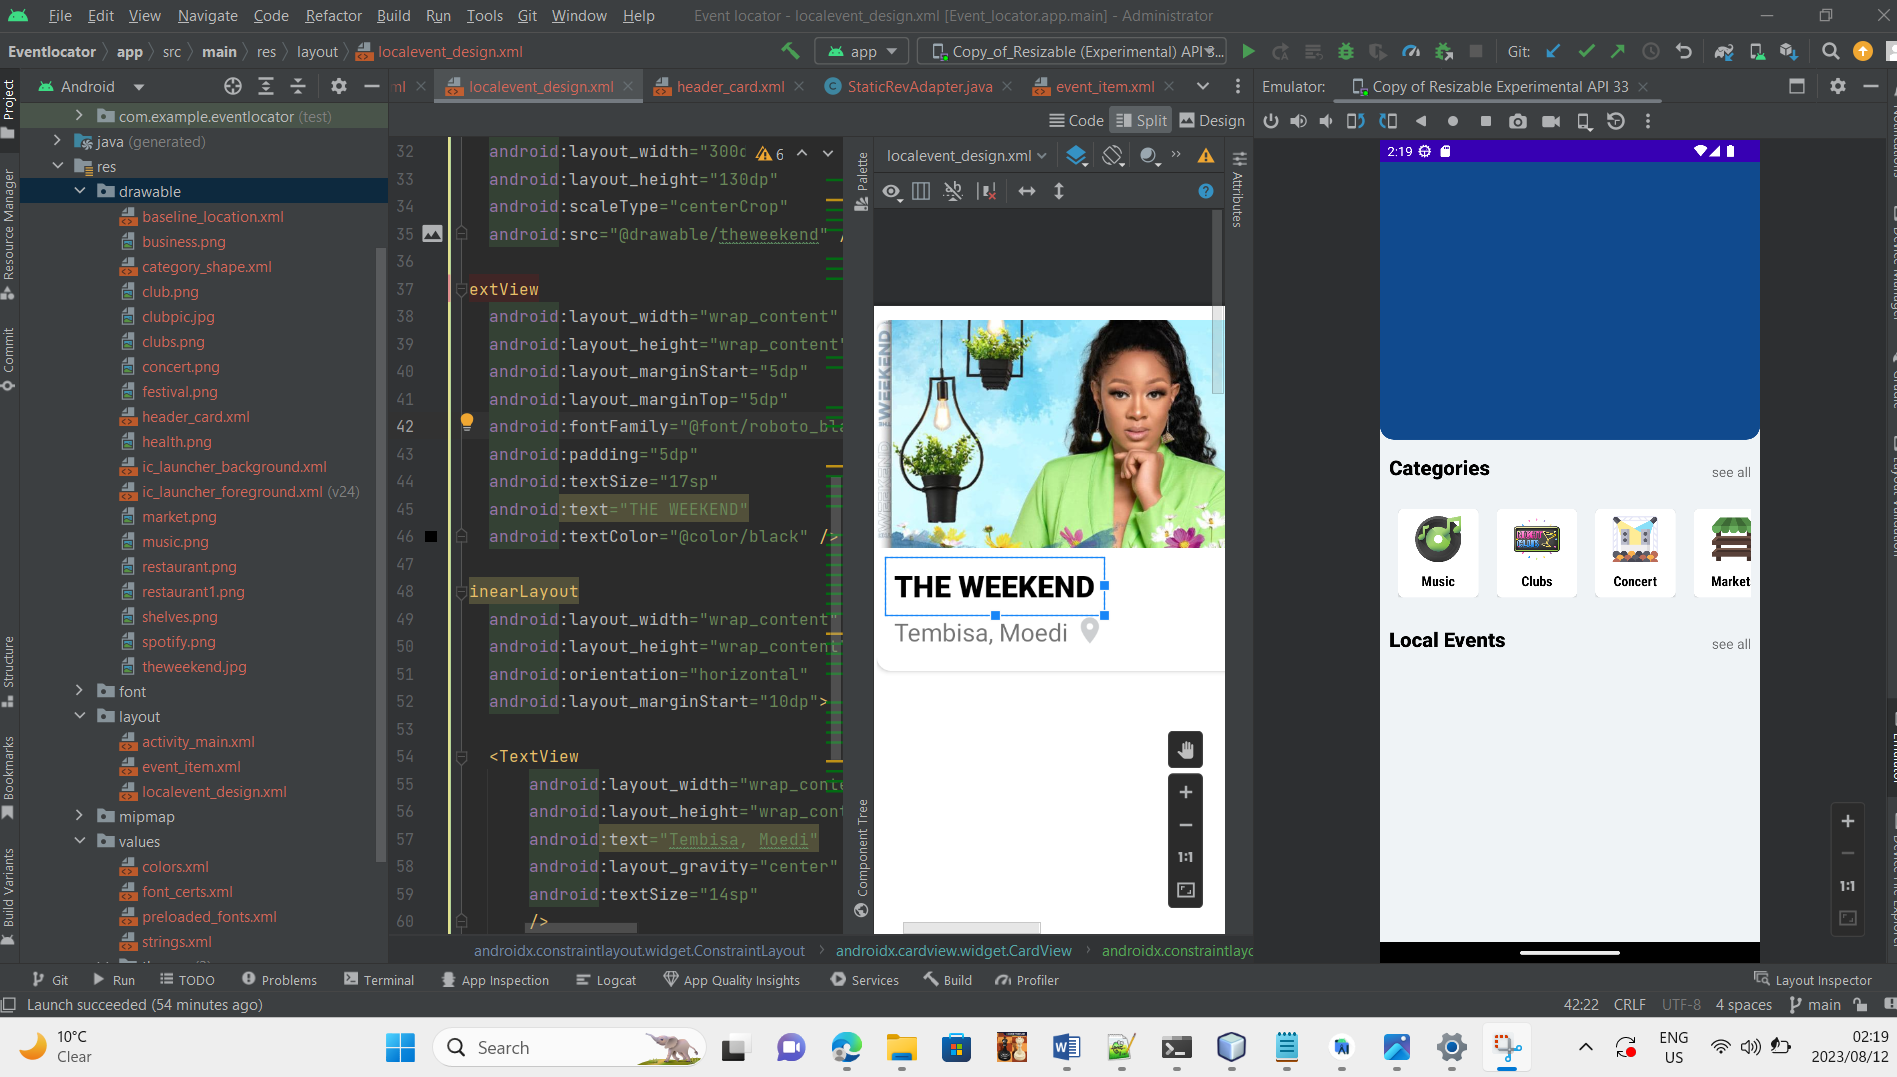 File Edit View Navigate Code Refactor Build Run Tools Git Window Help Event locator - localevent_design.xml [Event_locator.app.main] - Administrator
Eventlocator app src main res layout localevent_design.xml app Copy_of_Resizable (Experimental) API 3... Git:
Android ml localevent_design.xml header_card.xml StaticRevAdapter.java event_item.xml Emulator: Copy of Resizable Experimental API 33
Code Split Design
Project
Resource Manager
Commit
Structure
Bookmarks
Build Variants
com.example.eventlocator (test)
java (generated)
res
drawable
baseline_location.xml
business.png
category_shape.xml
club.png
clubpic.jpg
clubs.png
concert.png
festival.png
header_card.xml
health.png
ic_launcher_background.xml
ic_launcher_foreground.xml (v24)
market.png
music.png
restaurant.png
restaurant1.png
shelves.png
spotify.png
theweekend.jpg
font
layout
activity_main.xml
event_item.xml
localevent_design.xml
mipmap
values
colors.xml
font_certs.xml
preloaded_fonts.xml
strings.xml
32 android:layout_width="300d 6
33 android:layout_height="130dp"
34 android:scaleType="centerCrop"
35 android:src="@drawable/theweekend" /
36
37 extView
38 android:layout_width="wrap_content"
39 android:layout_height="wrap_content"
40 android:layout_marginStart="5dp"
41 android:layout_marginTop="5dp"
42 android:fontFamily="@font/roboto_bla
43 android:padding="5dp"
44 android:textSize="17sp"
45 android:text="THE WEEKEND"
46 android:textColor="@color/black" />
47
48 inearLayout
49 android:layout_width="wrap_content"
50 android:layout_height="wrap_content"
51 android:orientation="horizontal"
52 android:layout_marginStart="10dp">
53
54 <TextView
55 android:layout_width="wrap_conte
56 android:layout_height="wrap_cont
57 android:text="Tembisa, Moedi"
58 android:layout_gravity="center"
59 android:textSize="14sp"
60 />
Palette
Component Tree
localevent_design.xml
Attributes
WEEKEND
#WEEKEND
WEEKEND
THE WEEKEND
Tembisa, Moedi
1:1
2:19
Categories see all
Music Clubs Concert Market
Local Events see all
1:1
androidx.constraintlayout.widget.ConstraintLayout androidx.cardview.widget.CardView androidx.constraintlayo
Git Run TODO Problems Terminal App Inspection Logcat App Quality Insights Services Build Profiler Layout Inspector
Launch succeeded (54 minutes ago) 42:22 CRLF UTF-8 4 spaces main
10°C
Clear
Search
ENG
US
02:19
2023/08/12